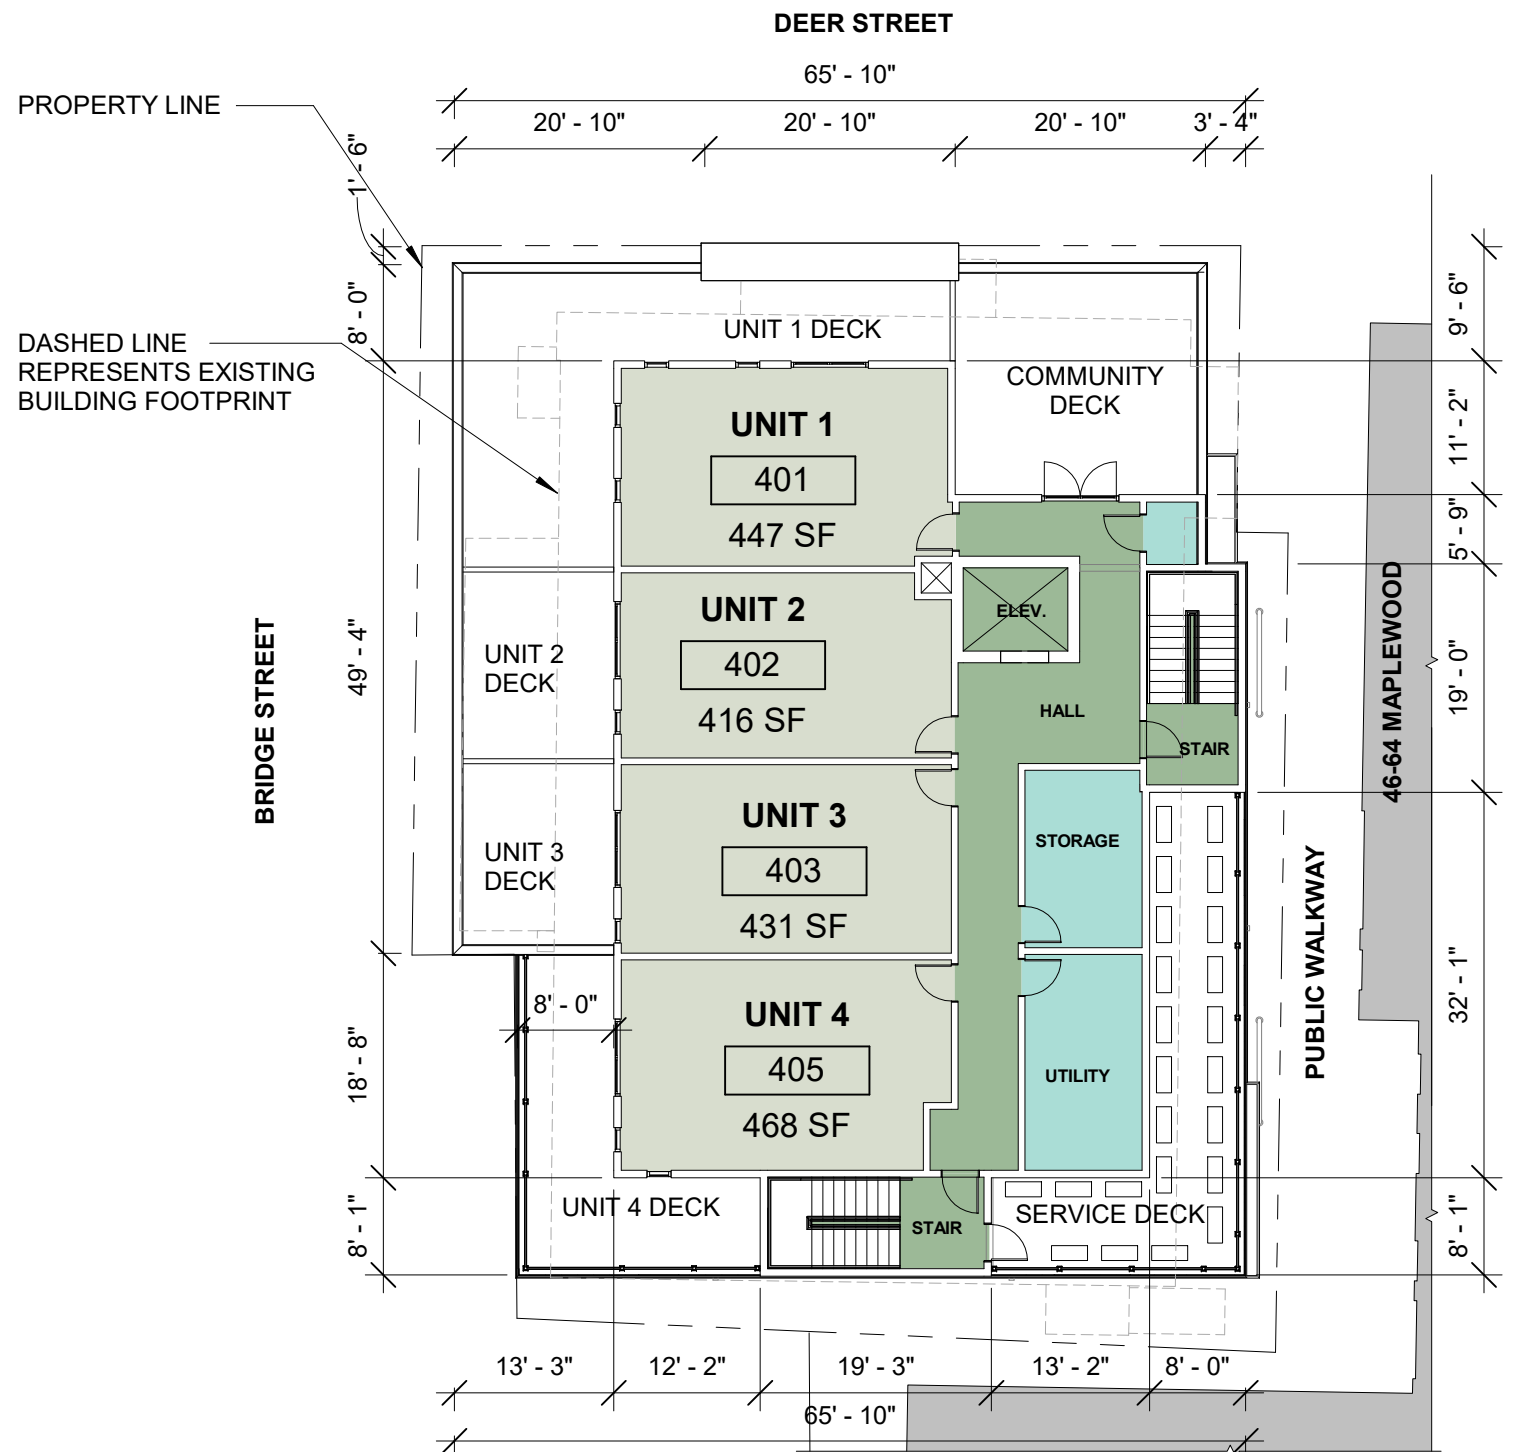 DEER STREET
65' - 10"
PROPERTY LINE
20' - 10"
20' - 10"
20' - 10"
3' - 4"
1' - 6"
8' - 0"
9' - 6"
DASHED LINE
REPRESENTS EXISTING
BUILDING FOOTPRINT
UNIT 1 DECK
COMMUNITY
DECK
UNIT 1
401
447 SF
11' - 2"
5' - 9"
BRIDGE STREET
49' - 4"
UNIT 2
DECK
UNIT 2
402
416 SF
ELEV.
HALL
STAIR
46-64 MAPLEWOOD
19' - 0"
UNIT 3
DECK
UNIT 3
403
431 SF
STORAGE
PUBLIC WALKWAY
32' - 1"
8' - 0"
18' - 8"
UNIT 4
405
468 SF
UTILITY
8' - 1"
UNIT 4 DECK
STAIR
SERVICE DECK
8' - 1"
13' - 3"
12' - 2"
19' - 3"
13' - 2"
8' - 0"
65' - 10"